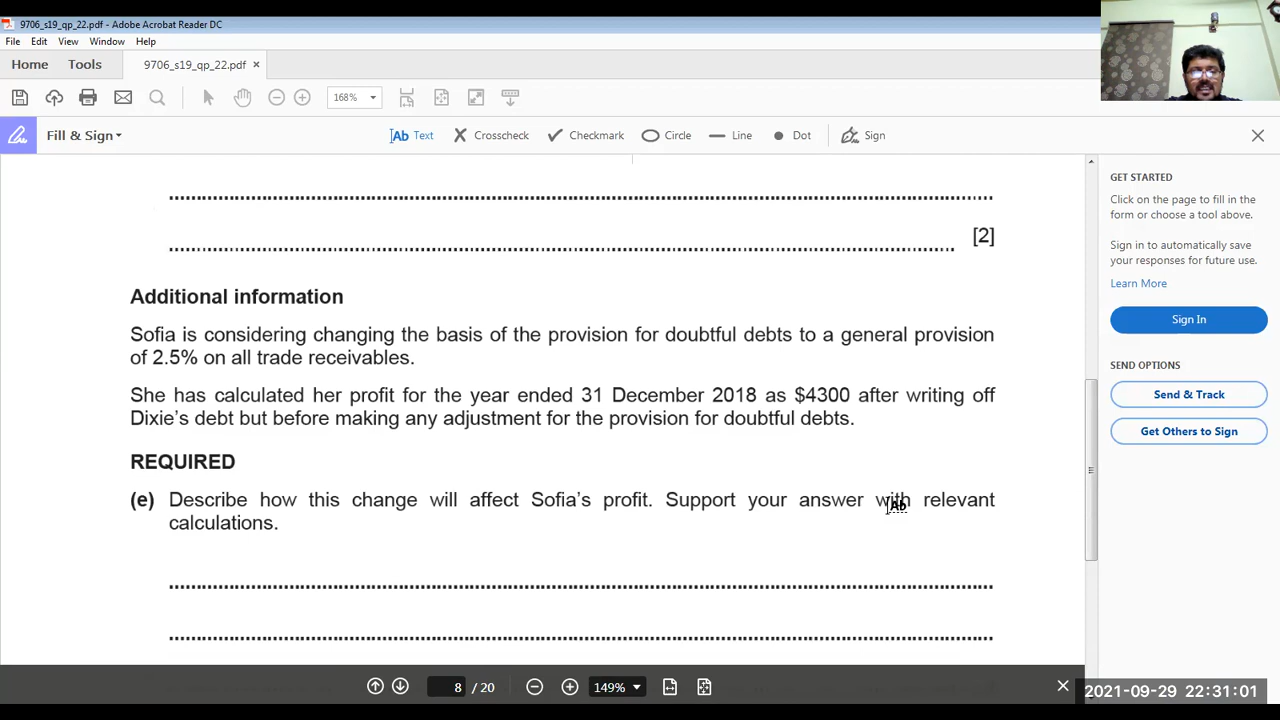 9706_s19_qp_22.pdf - Adobe Acrobat Reader DC
File Edit View Window Help
Home Tools 9706_s19_qp_22.pdf ×
168%
Fill & Sign
Ab Text Crosscheck Checkmark Circle Line Dot Sign
[2]
Additional information
Sofia is considering changing the basis of the provision for doubtful debts to a general provision
of 2.5% on all trade receivables.
She has calculated her profit for the year ended 31 December 2018 as $4300 after writing off
Dixie's debt but before making any adjustment for the provision for doubtful debts.
REQUIRED
(e) Describe how this change will affect Sofia's profit. Support your answer with relevant
calculations.
Ab
GET STARTED
Click on the page to fill in the
form or choose a tool above.
Sign in to automatically save
your responses for future use.
Learn More
Sign In
SEND OPTIONS
Send & Track
Get Others to Sign
8 / 20 149%
2021-09-29 22:31:01